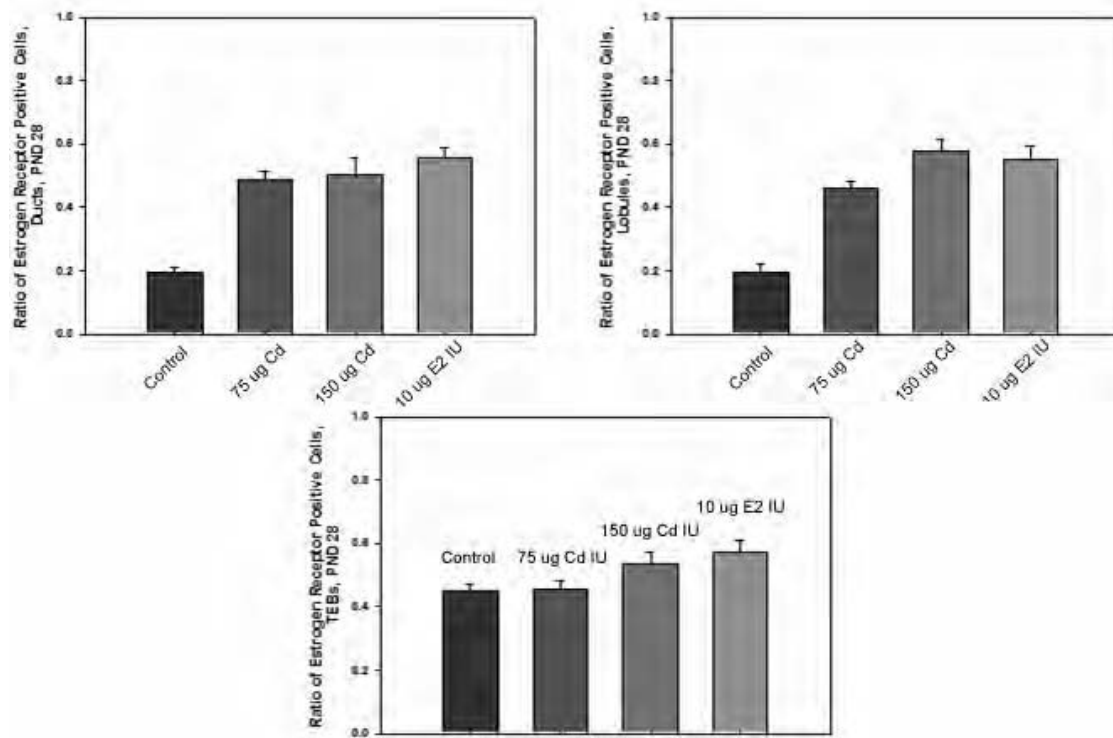 Ratio of Estrogen Receptor Positive Cells,
Ducts, PND 28
1.0
0.8
0.6
0.4
0.2
0.0
Control
75 ug Cd
150 ug Cd
10 ug E2 IU
Ratio of Estrogen Receptor Positive Cells,
Lobules, PND 28
1.0
0.8
0.6
0.4
0.2
0.0
Control
75 ug Cd
150 ug Cd
10 ug E2 IU
Ratio of Estrogen Receptor Positive Cells,
TEBs, PND 28
1.0
0.8
0.6
0.4
0.2
0.0
Control
75 ug Cd IU
150 ug Cd IU
10 ug E2 IU